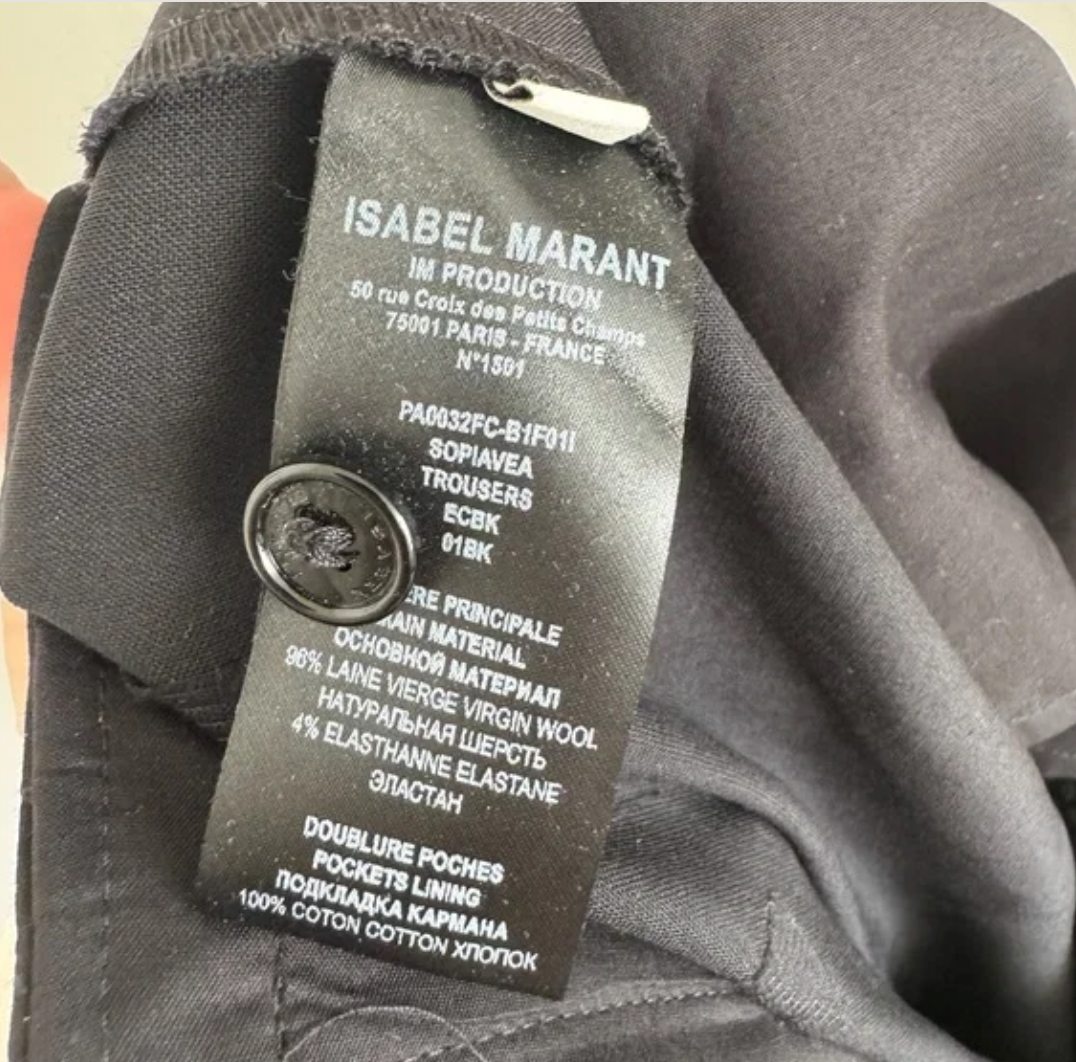 ISABEL MARANT
IM PRODUCTION
50 rue Croix des Petits Champs
75001 PARIS - FRANCE
N°1501
PA0032FC-B1F01I
SOPIAVEA
TROUSERS
ECBK
01BK
ÈRE PRINCIPALE
MAIN MATERIAL
ОСНОВНОЙ МАТЕРИАЛ
96% LAINE VIERGE VIRGIN WOOL
НАТУРАЛЬНАЯ ШЕРСТЬ
4% ELASTHANNE ELASTANE
ЭЛАСТАН
DOUBLURE POCHES
POCKETS LINING
ПОДКЛАДКА КАРМАНА
100% COTON COTTON ХЛОПОК